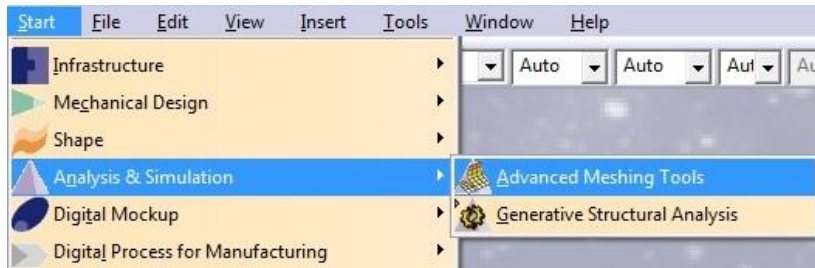 Start File Edit View Insert Tools Window Help
Infrastructure Auto Auto Aut Au
Mechanical Design
Shape
Analysis & Simulation Advanced Meshing Tools
Digital Mockup Generative Structural Analysis
Digital Process for Manufacturing